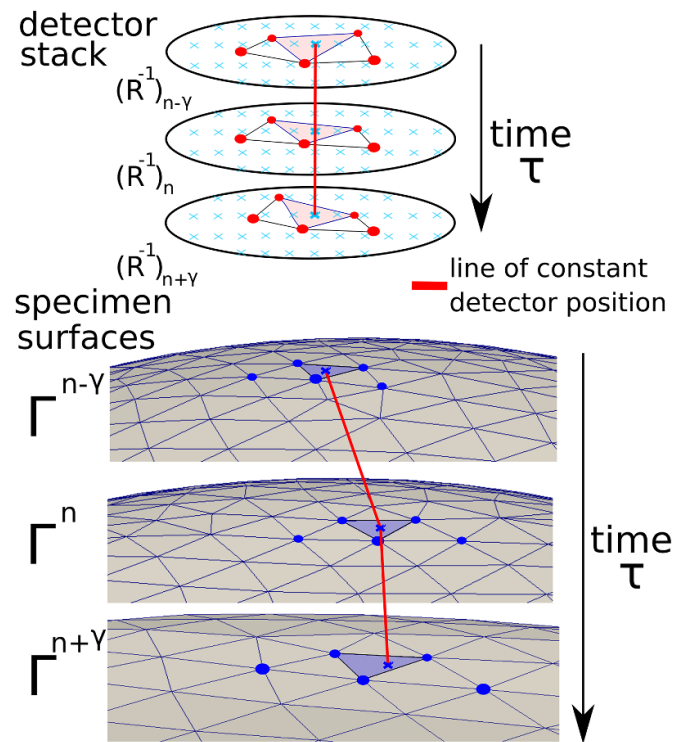 detector
stack
(R⁻¹)ₙ₋ᵧ
time
τ
(R⁻¹)ₙ
(R⁻¹)ₙ₊ᵧ
line of constant
detector position
specimen
surfaces
Γⁿ⁻ᵞ
Γⁿ
time
τ
Γⁿ⁺ᵞ